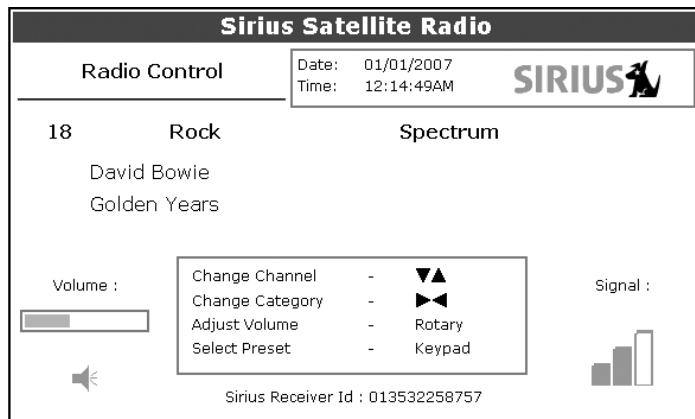 Sirius Satellite Radio
Radio Control
Date: 01/01/2007
Time: 12:14:49AM
SIRIUS
18 Rock Spectrum
David Bowie
Golden Years
Volume :
Change Channel - ▼▲
Change Category - ►◄
Adjust Volume - Rotary
Select Preset - Keypad
Signal :
Sirius Receiver Id : 013532258757